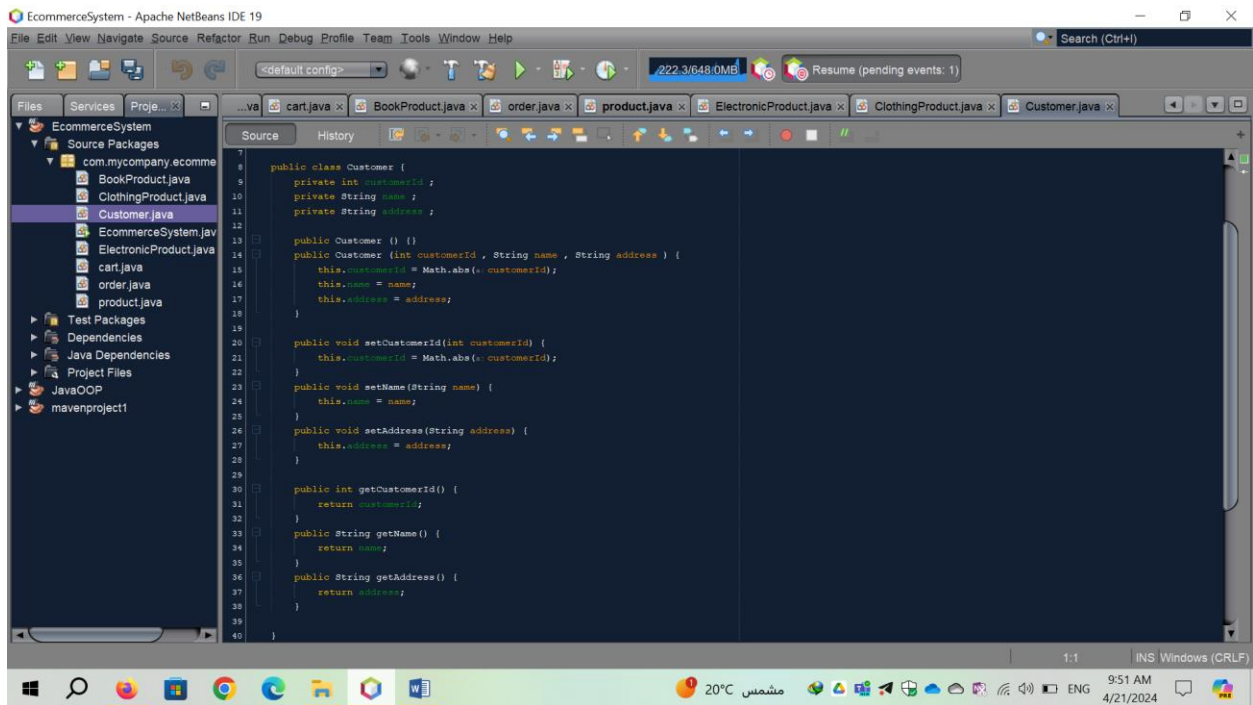 EcommerceSystem - Apache NetBeans IDE 19
File Edit View Navigate Source Refactor Run Debug Profile Team Tools Window Help
Search (Ctrl+I)
<default config>
222.3/648.0MB
Resume (pending events: 1)
Files Services Proje...
...va cart.java BookProduct.java order.java product.java ElectronicProduct.java ClothingProduct.java Customer.java
Source History
EcommerceSystem
Source Packages
com.mycompany.ecomme
BookProduct.java
ClothingProduct.java
Customer.java
EcommerceSystem.jav
ElectronicProduct.java
cart.java
order.java
product.java
Test Packages
Dependencies
Java Dependencies
Project Files
JavaOOP
mavenproject1
7
8 public class Customer {
9 private int customerId ;
10 private String name ;
11 private String address ;
12
13 public Customer () {}
14 public Customer (int customerId , String name , String address ) {
15 this.customerId = Math.abs(customerId);
16 this.name = name;
17 this.address = address;
18 }
19
20 public void setCustomerId(int customerId) {
21 this.customerId = Math.abs(customerId);
22 }
23 public void setName(String name) {
24 this.name = name;
25 }
26 public void setAddress(String address) {
27 this.address = address;
28 }
29
30 public int getCustomerId() {
31 return customerId;
32 }
33 public String getName() {
34 return name;
35 }
36 public String getAddress() {
37 return address;
38 }
39
40 }
1:1 INS Windows (CRLF)
20°C مشمس
ENG
9:51 AM
4/21/2024